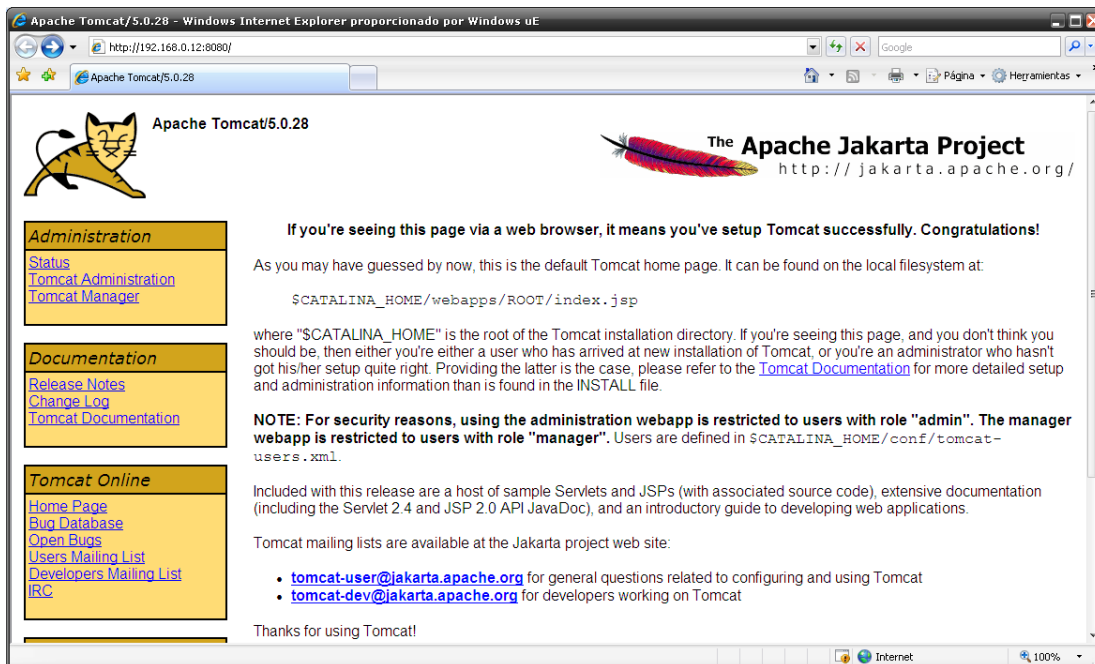 Apache Tomcat/5.0.28 - Windows Internet Explorer proporcionado por Windows uE
http://192.168.0.12:8080/
Google
Apache Tomcat/5.0.28
Página
Herramientas
Apache Tomcat/5.0.28
The Apache Jakarta Project
http://jakarta.apache.org/
Administration
Status
Tomcat Administration
Tomcat Manager
Documentation
Release Notes
Change Log
Tomcat Documentation
Tomcat Online
Home Page
Bug Database
Open Bugs
Users Mailing List
Developers Mailing List
IRC
If you're seeing this page via a web browser, it means you've setup Tomcat successfully. Congratulations!
As you may have guessed by now, this is the default Tomcat home page. It can be found on the local filesystem at:
$CATALINA_HOME/webapps/ROOT/index.jsp
where "$CATALINA_HOME" is the root of the Tomcat installation directory. If you're seeing this page, and you don't think you
should be, then either you're either a user who has arrived at new installation of Tomcat, or you're an administrator who hasn't
got his/her setup quite right. Providing the latter is the case, please refer to the Tomcat Documentation for more detailed setup
and administration information than is found in the INSTALL file.
NOTE: For security reasons, using the administration webapp is restricted to users with role "admin". The manager
webapp is restricted to users with role "manager". Users are defined in $CATALINA_HOME/conf/tomcat-
users.xml.
Included with this release are a host of sample Servlets and JSPs (with associated source code), extensive documentation
(including the Servlet 2.4 and JSP 2.0 API JavaDoc), and an introductory guide to developing web applications.
Tomcat mailing lists are available at the Jakarta project web site:
• tomcat-user@jakarta.apache.org for general questions related to configuring and using Tomcat
• tomcat-dev@jakarta.apache.org for developers working on Tomcat
Thanks for using Tomcat!
Internet
100%